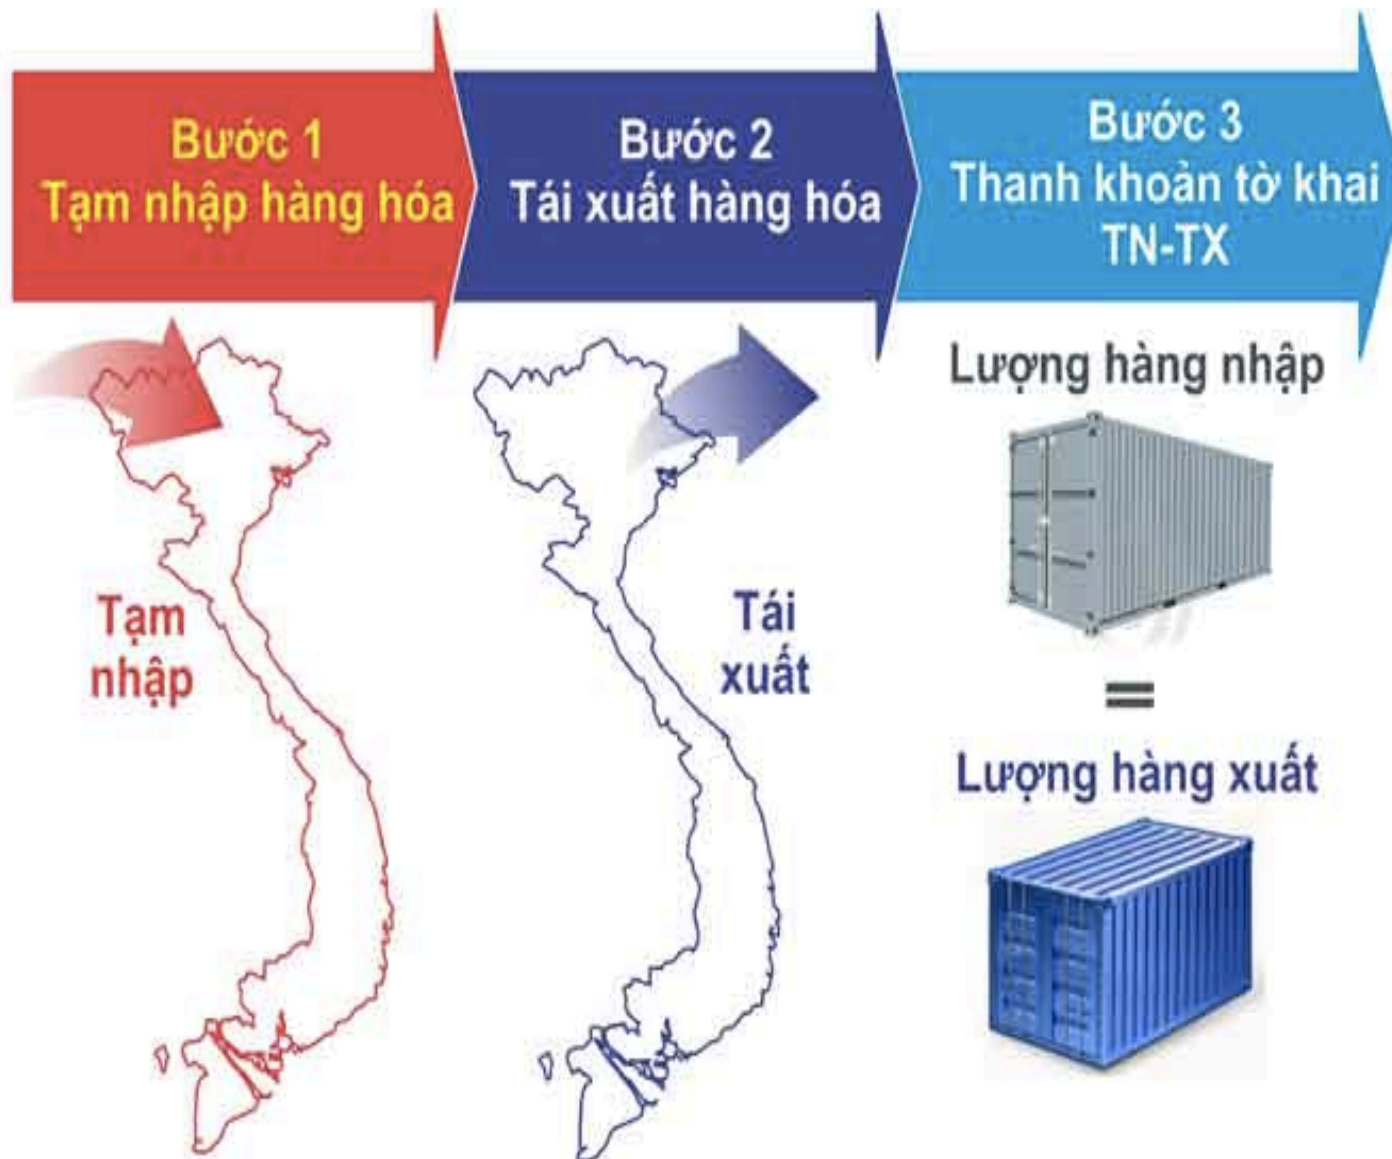 Bước 1
Tạm nhập hàng hóa
Bước 2
Tái xuất hàng hóa
Bước 3
Thanh khoản tờ khai
TN-TX
Tạm
nhập
Tái
xuất
Lượng hàng nhập
=
Lượng hàng xuất